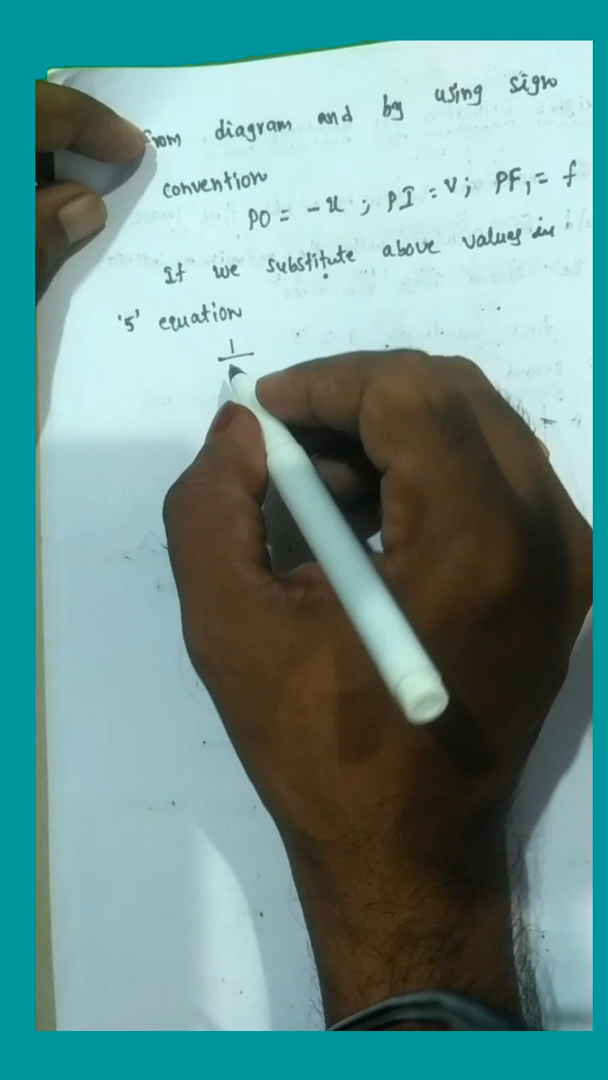 From diagram and by using sign
convention
PO = -u ; PI = v ; PF₁ = f
If we substitute above values in
'5' equation
1